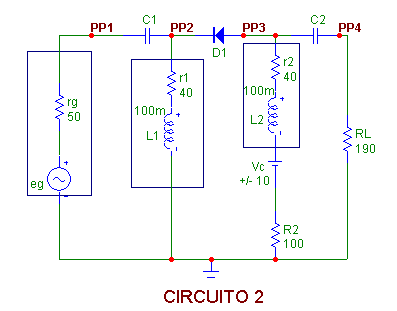 PP1
C1
PP2
PP3
C2
PP4
D1
rg
50
r1
40
100m
L1
r2
40
100m
L2
eg
+
-
Vc
+/- 10
R2
100
RL
190
CIRCUITO 2